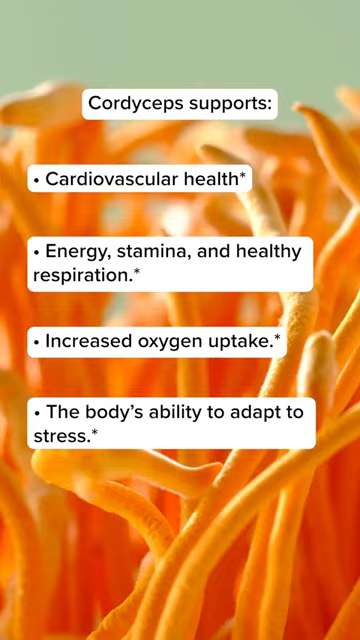 Cordyceps supports:
• Cardiovascular health*
• Energy, stamina, and healthy
respiration.*
• Increased oxygen uptake.*
• The body’s ability to adapt to
stress.*